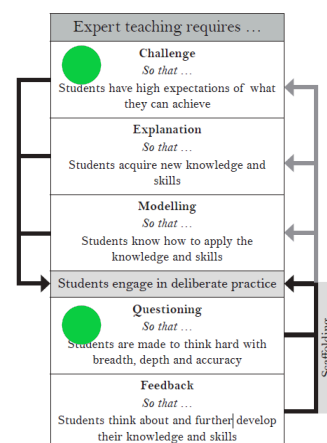 Expert teaching requires …
Challenge
So that …
Students have high expectations of what
they can achieve
Explanation
So that …
Students acquire new knowledge and
skills
Modelling
So that …
Students know how to apply the
knowledge and skills
Students engage in deliberate practice
Questioning
So that …
Students are made to think hard with
breadth, depth and accuracy
Feedback
So that …
Students think about and further develop
their knowledge and skills
Scaffolding